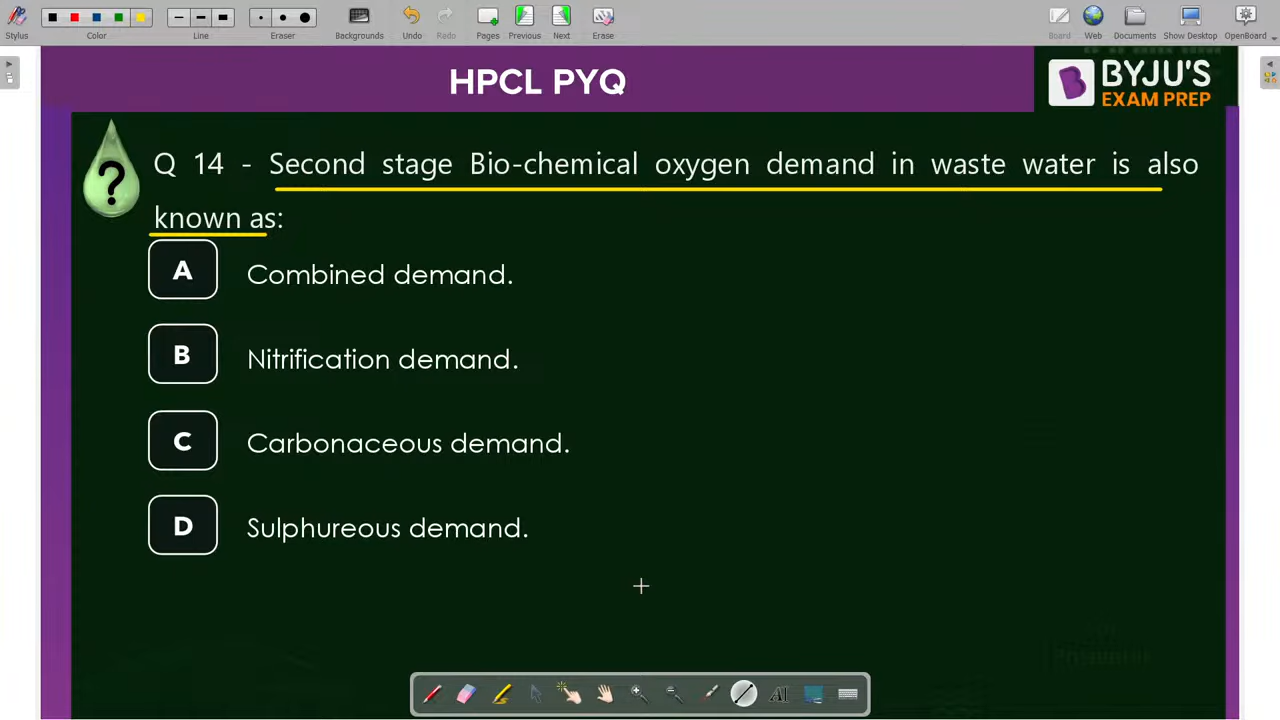 Stylus
Color
Line
Eraser
Backgrounds
Undo
Redo
Pages
Previous
Next
Erase
Board
Web
Documents
Show Desktop
OpenBoard
HPCL PYQ
BYJU'S
EXAM PREP
Q 14 - Second stage Bio-chemical oxygen demand in waste water is also
known as:
A Combined demand.
B Nitrification demand.
C Carbonaceous demand.
D Sulphureous demand.